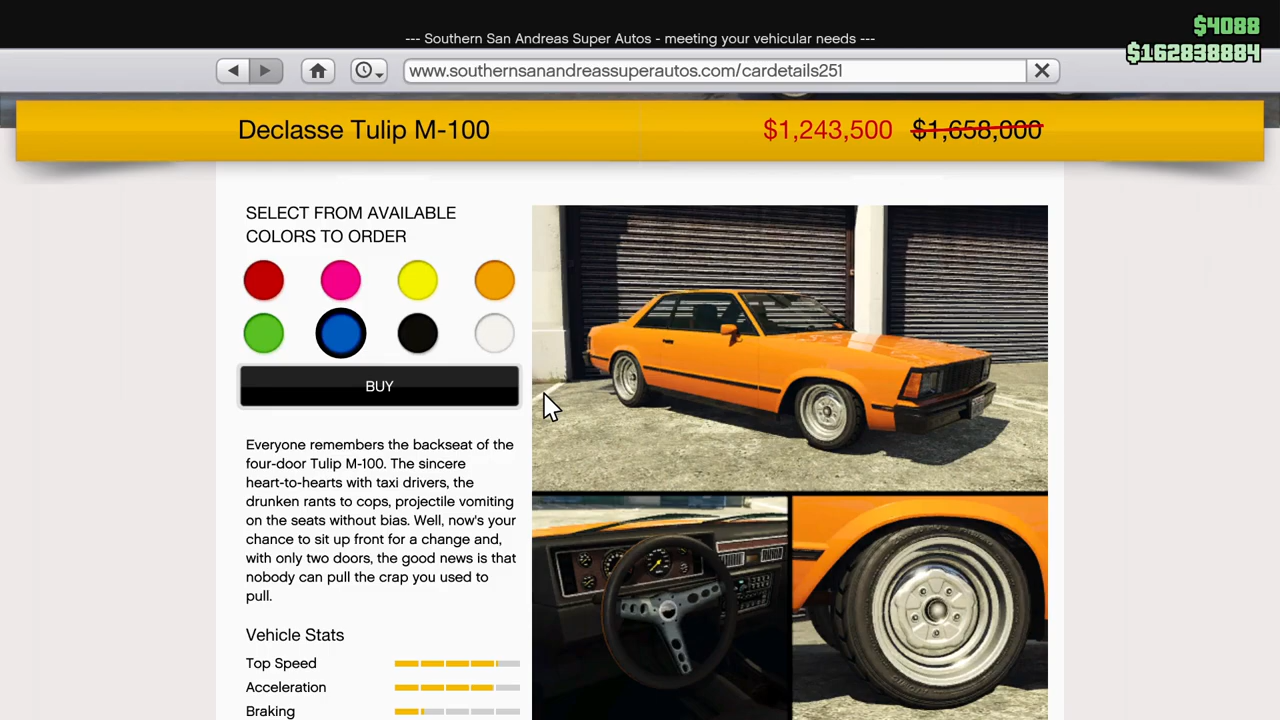 --- Southern San Andreas Super Autos - meeting your vehicular needs ---
$4088
$162838884
www.southernsanandreassuperautos.com/cardetails251
Declasse Tulip M-100
$1,243,500 $1,658,000
SELECT FROM AVAILABLE
COLORS TO ORDER
BUY
Everyone remembers the backseat of the
four-door Tulip M-100. The sincere
heart-to-hearts with taxi drivers, the
drunken rants to cops, projectile vomiting
on the seats without bias. Well, now's your
chance to sit up front for a change and,
with only two doors, the good news is that
nobody can pull the crap you used to
pull.
Vehicle Stats
Top Speed
Acceleration
Braking